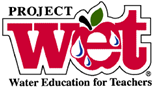 PROJECT
wet
Water Education for Teachers